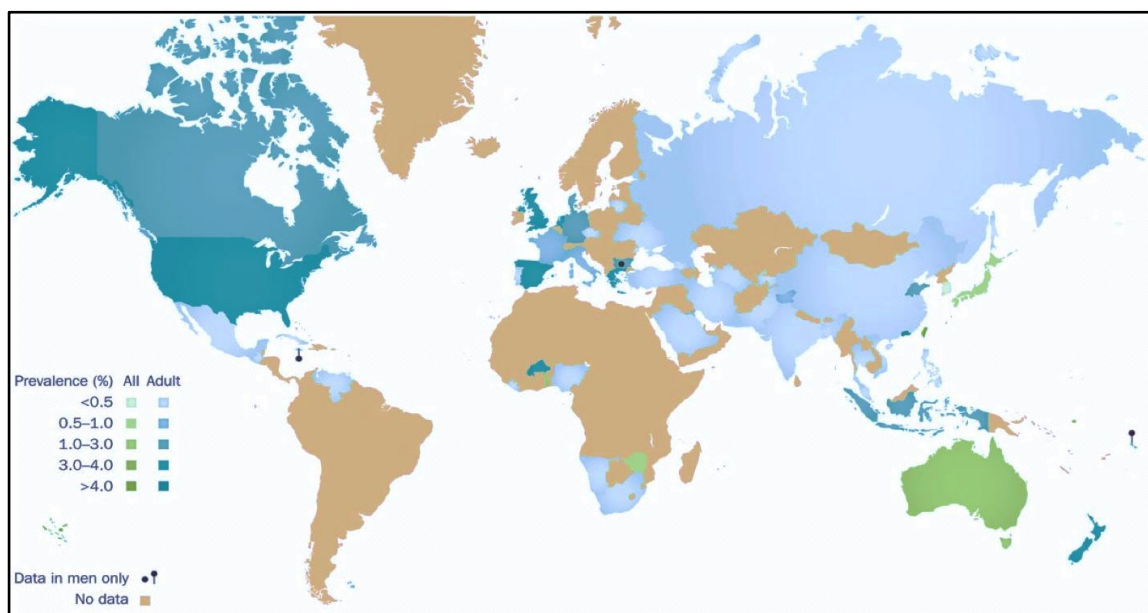 Prevalence (%) All Adult
<0.5
0.5–1.0
1.0–3.0
3.0–4.0
>4.0
Data in men only
No data